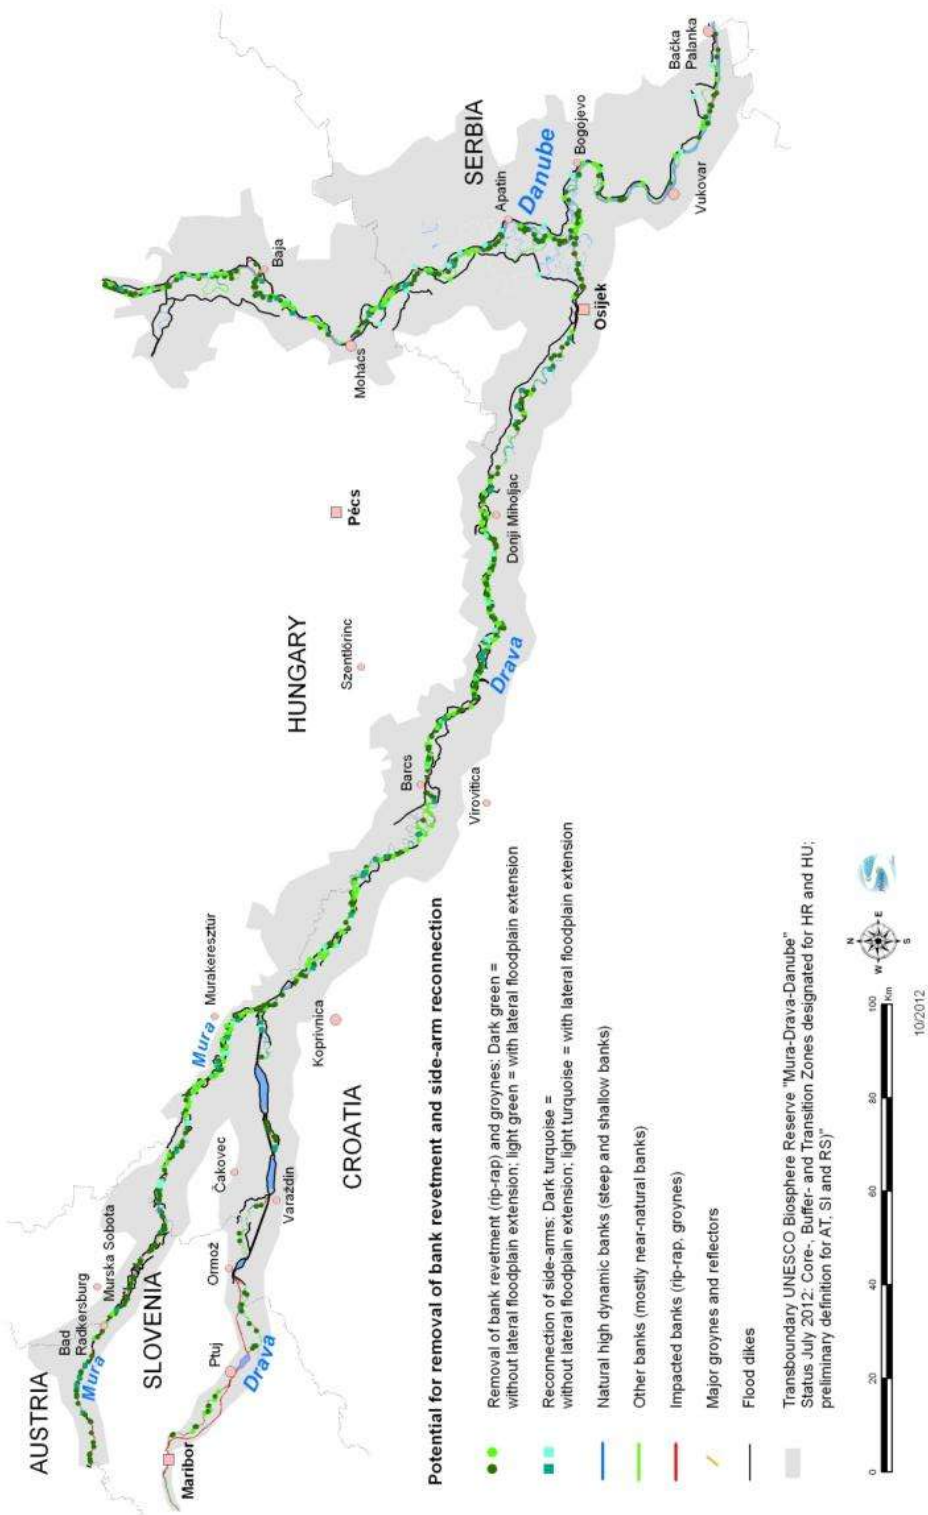 AUSTRIA
Bad
Radkersburg
Mura
Murska Sobota
SLOVENIA
Maribor
Ptuj
Drava
Ormož
Čakovec
Varaždin
Mura
Murakeresztúr
Koprivnica
CROATIA
HUNGARY
Barcs
Virovitica
Szentlőrinc
Drava
Pécs
Donji Miholjac
Mohács
Baja
Osijek
SERBIA
Apatin
Danube
Bogojevo
Vukovar
Bačka
Palanka
Potential for removal of bank revetment and side-arm reconnection
Removal of bank revetment (rip-rap) and groynes: Dark green =
without lateral floodplain extension; light green = with lateral floodplain extension
Reconnection of side-arms: Dark turquoise =
without lateral floodplain extension; light turquoise = with lateral floodplain extension
Natural high dynamic banks (steep and shallow banks)
Other banks (mostly near-natural banks)
Impacted banks (rip-rap, groynes)
Major groynes and reflectors
Flood dikes
Transboundary UNESCO Biosphere Reserve "Mura-Drava-Danube"
Status July 2012: Core-, Buffer- and Transition Zones designated for HR and HU;
preliminary definition for AT, SI and RS)"
0 20 40 60 80 100
Km
N
W E
S
10/2012